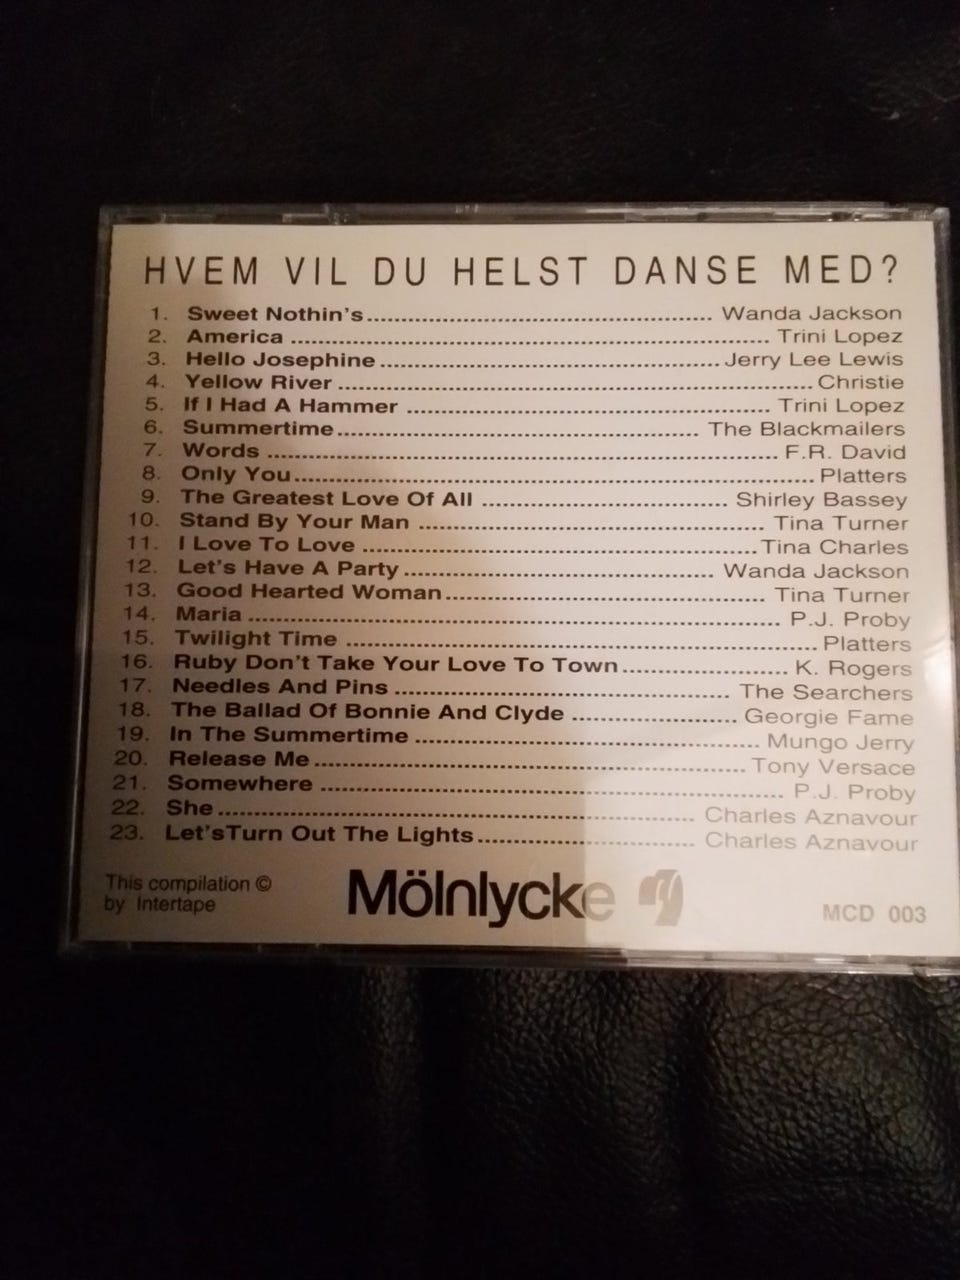 HVEM VIL DU HELST DANSE MED?
1. Sweet Nothin's................................................ Wanda Jackson
2. America .................................................................. Trini Lopez
3. Hello Josephine ............................................... Jerry Lee Lewis
4. Yellow River .................................................................. Christie
5. If I Had A Hammer .................................................. Trini Lopez
6. Summertime.................................................. The Blackmailers
7. Words ...................................................................... F.R. David
8. Only You....................................................................... Platters
9. The Greatest Love Of All .................................. Shirley Bassey
10. Stand By Your Man ................................................ Tina Turner
11. I Love To Love .......................................................Tina Charles
12. Let's Have A Party ........................................... Wanda Jackson
13. Good Hearted Woman............................................ Tina Turner
14. Maria ......................................................................... P.J. Proby
15. Twilight Time ................................................................ Platters
16. Ruby Don't Take Your Love To Town....................... K. Rogers
17. Needles And Pins .............................................. The Searchers
18. The Ballad Of Bonnie And Clyde ...................... Georgie Fame
19. In The Summertime ............................................... Mungo Jerry
20. Release Me...........................................................Tony Versace
21. Somewhere ................................................................ P.J. Proby
22. She ............................................................... Charles Aznavour
23. Let'sTurn Out The Lights.............................. Charles Aznavour
This compilation ©
by Intertape
Mölnlycke
MCD 003